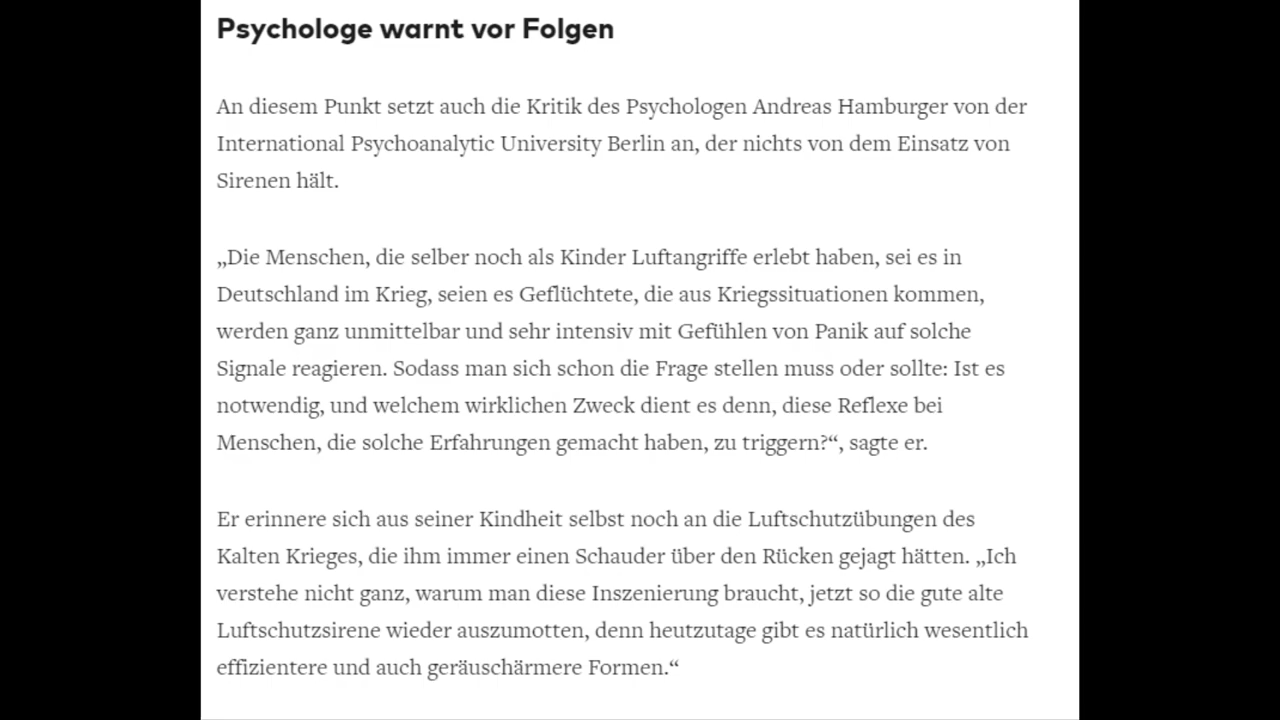 Psychologe warnt vor Folgen
An diesem Punkt setzt auch die Kritik des Psychologen Andreas Hamburger von der
International Psychoanalytic University Berlin an, der nichts von dem Einsatz von
Sirenen hält.
„Die Menschen, die selber noch als Kinder Luftangriffe erlebt haben, sei es in
Deutschland im Krieg, seien es Geflüchtete, die aus Kriegssituationen kommen,
werden ganz unmittelbar und sehr intensiv mit Gefühlen von Panik auf solche
Signale reagieren. Sodass man sich schon die Frage stellen muss oder sollte: Ist es
notwendig, und welchem wirklichen Zweck dient es denn, diese Reflexe bei
Menschen, die solche Erfahrungen gemacht haben, zu triggern?“, sagte er.
Er erinnere sich aus seiner Kindheit selbst noch an die Luftschutzübungen des
Kalten Krieges, die ihm immer einen Schauder über den Rücken gejagt hätten. „Ich
verstehe nicht ganz, warum man diese Inszenierung braucht, jetzt so die gute alte
Luftschutzsirene wieder auszumotten, denn heutzutage gibt es natürlich wesentlich
effizientere und auch geräuschärmere Formen.“